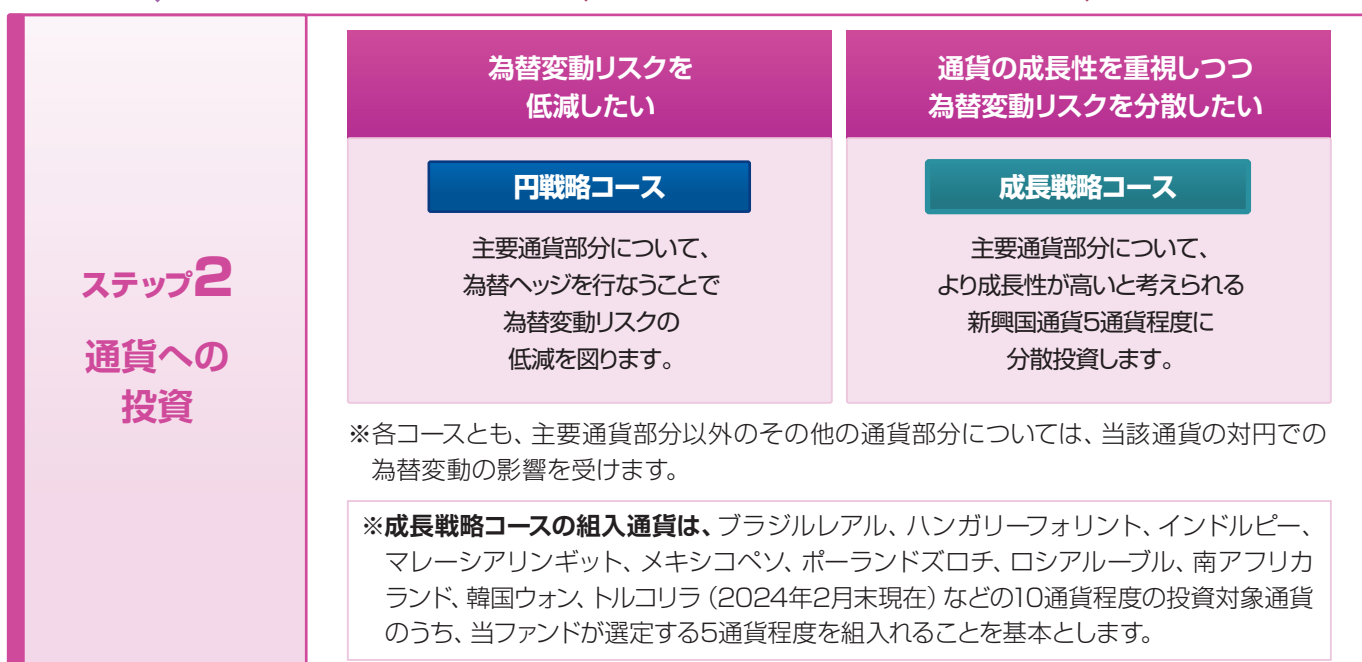 ステップ2
通貨への
投資
為替変動リスクを
低減したい
円戦略コース
主要通貨部分について、
為替ヘッジを行なうことで
為替変動リスクの
低減を図ります。
通貨の成長性を重視しつつ
為替変動リスクを分散したい
成長戦略コース
主要通貨部分について、
より成長性が高いと考えられる
新興国通貨5通貨程度に
分散投資します。
※各コースとも、主要通貨部分以外のその他の通貨部分については、当該通貨の対円での
為替変動の影響を受けます。
※成長戦略コースの組入通貨は、ブラジルレアル、ハンガリーフォリント、インドルピー、
マレーシアリンギット、メキシコペソ、ポーランドズロチ、ロシアルーブル、南アフリカ
ランド、韓国ウォン、トルコリラ（2024年2月末現在）などの10通貨程度の投資対象通貨
のうち、当ファンドが選定する5通貨程度を組入れることを基本とします。